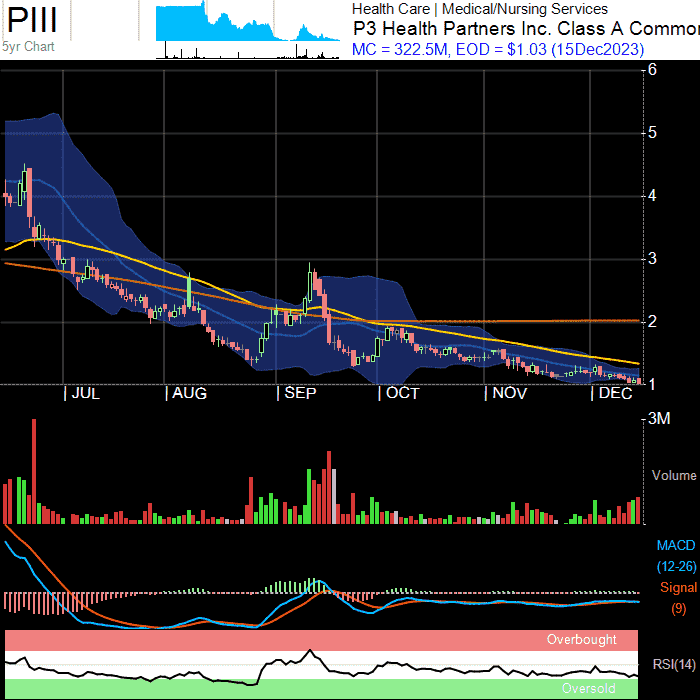 PIII
5yr Chart
Health Care | Medical/Nursing Services
P3 Health Partners Inc. Class A Common
MC = 322.5M, EOD = $1.03 (15Dec2023)
6
5
4
3
2
1
| JUL | AUG | SEP | OCT | NOV | DEC
3M
Volume
MACD
(12-26)
Signal
(9)
Overbought
RSI(14)
Oversold